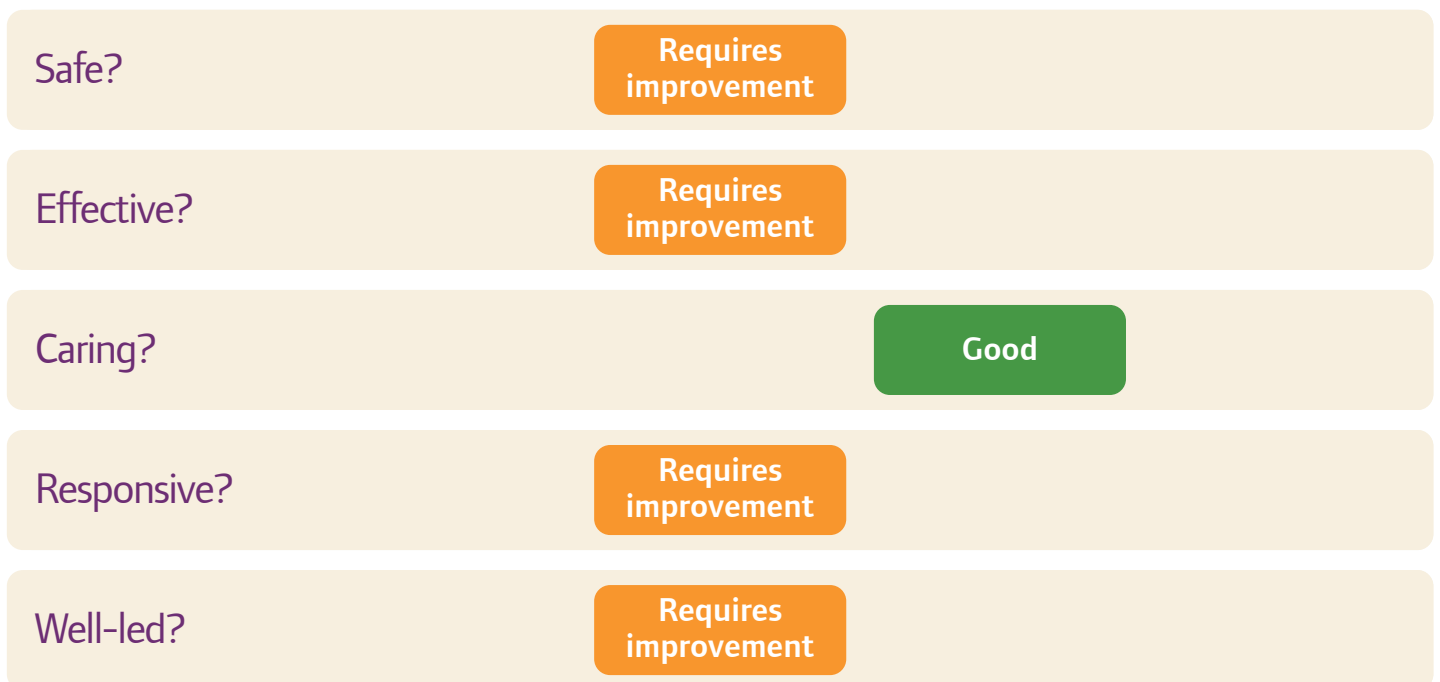 Safe?
Requires
improvement
Effective?
Requires
improvement
Caring?
Good
Responsive?
Requires
improvement
Well-led?
Requires
improvement